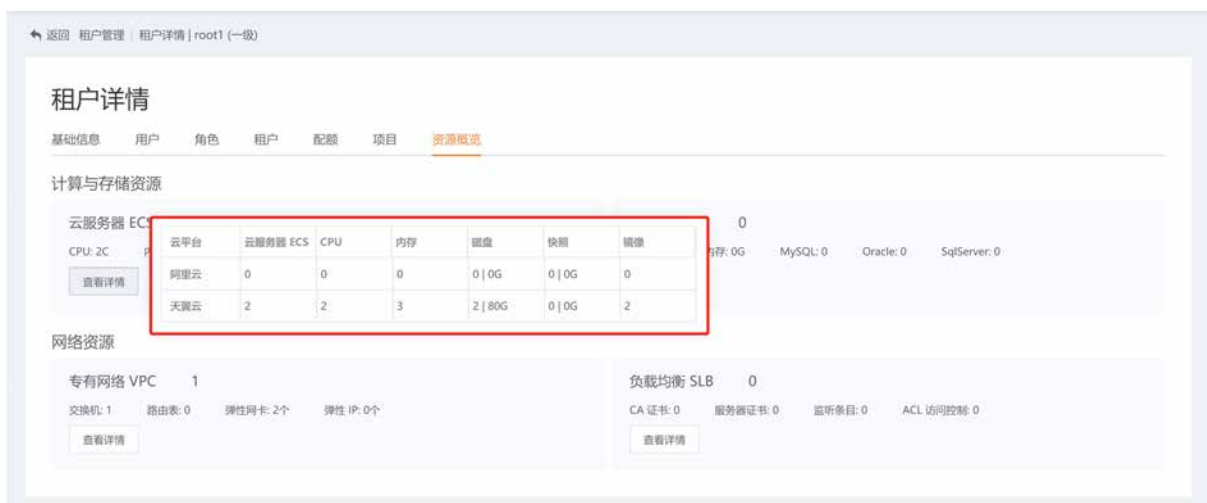 返回 租户管理 | 租户详情 | root1 (一级)
租户详情
基础信息 用户 角色 租户 配额 项目 资源概览
计算与存储资源
云服务器 ECS 0
CPU: 2C 内存: 0G MySQL: 0 Oracle: 0 SqlServer: 0
查看详情
云平台 云服务器 ECS CPU 内存 磁盘 快照 镜像
阿里云 0 0 0 0 | 0G 0 | 0G 0
天翼云 2 2 3 2 | 80G 0 | 0G 2
网络资源
专有网络 VPC 1 负载均衡 SLB 0
交换机: 1 路由表: 0 弹性网卡: 2个 弹性 IP: 0个 CA 证书: 0 服务器证书: 0 监听条目: 0 ACL 访问控制: 0
查看详情 查看详情